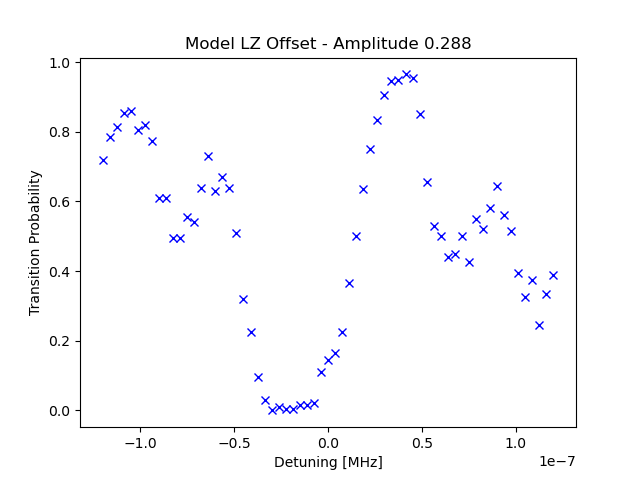 Model LZ Offset - Amplitude 0.288
Transition Probability
1.0
0.8
0.6
0.4
0.2
0.0
−1.0 −0.5 0.0 0.5 1.0
1e−7
Detuning [MHz]